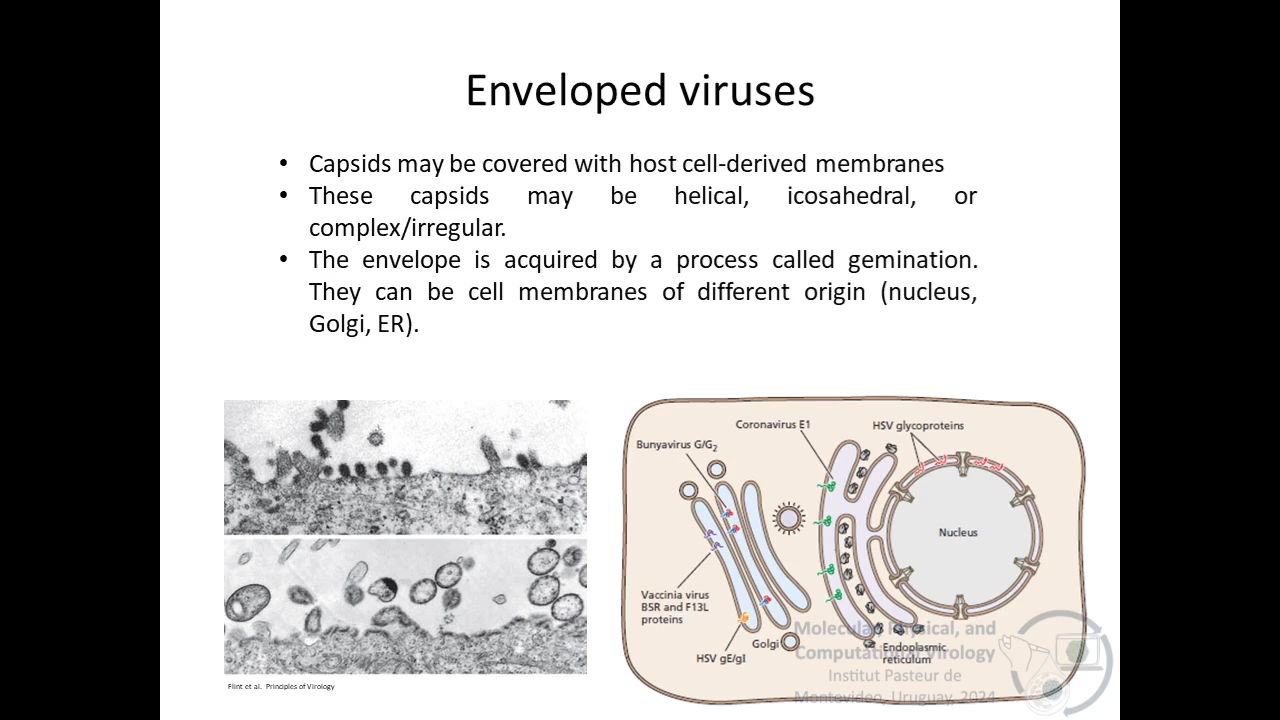 Enveloped viruses
• Capsids may be covered with host cell-derived membranes
• These capsids may be helical, icosahedral, or
complex/irregular.
• The envelope is acquired by a process called gemination.
They can be cell membranes of different origin (nucleus,
Golgi, ER).
Coronavirus E1
HSV glycoproteins
Bunyavirus G/G2
Nucleus
Vaccinia virus
B5R and F13L
proteins
Golgi
HSV gE/gI
Endoplasmic
reticulum
Molecular, Physical, and
Computational Virology
Institut Pasteur de
Montevideo, Uruguay, 2024
Flint et al. Principles of Virology